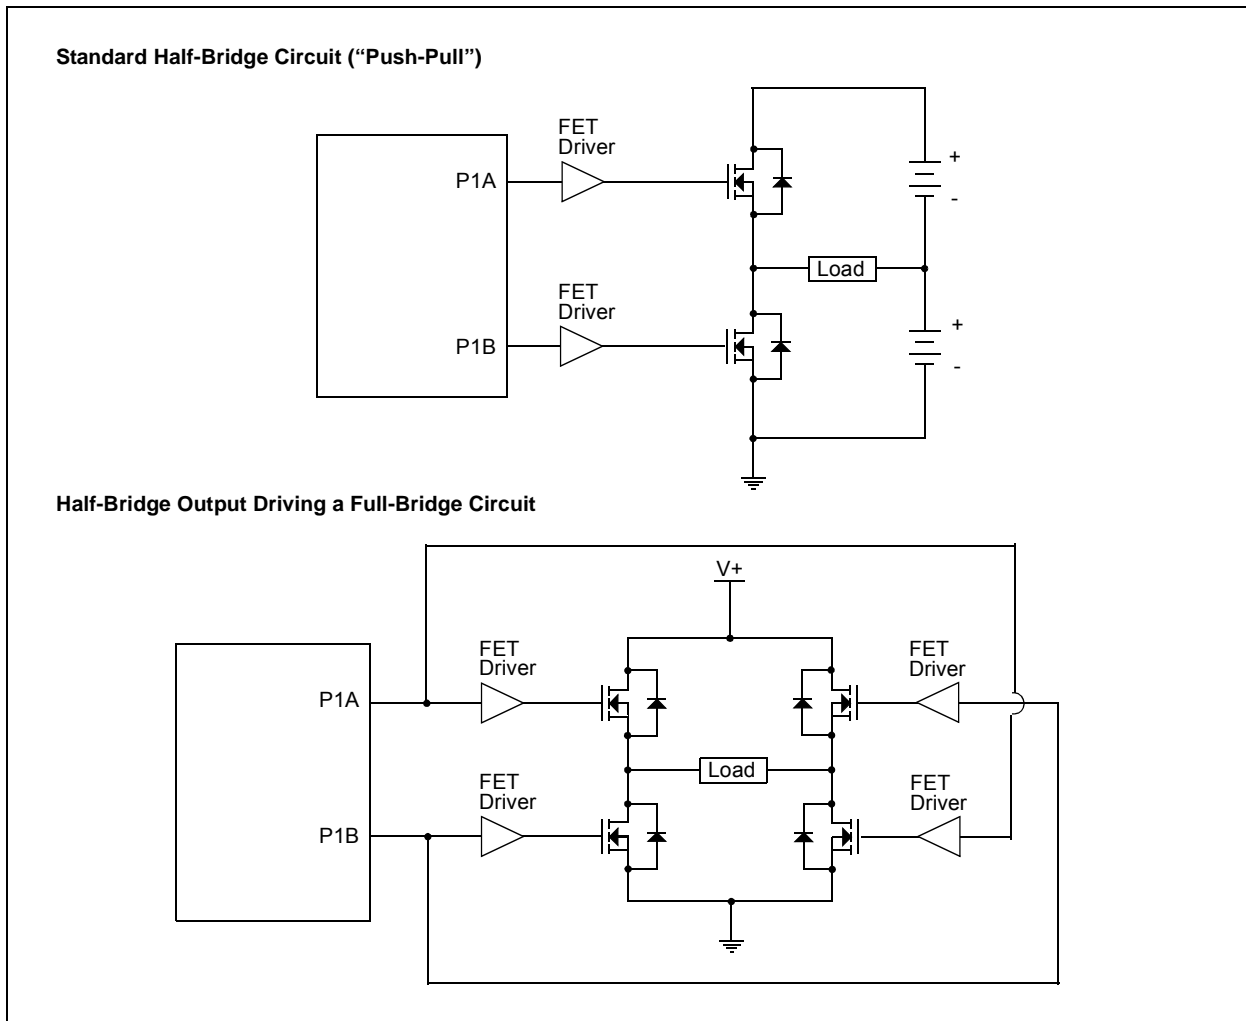 Standard Half-Bridge Circuit (“Push-Pull”)
FET
Driver
P1A
+
-
Load
FET
Driver
P1B
+
-
Half-Bridge Output Driving a Full-Bridge Circuit
V+
FET
Driver
FET
Driver
P1A
Load
FET
Driver
FET
Driver
P1B